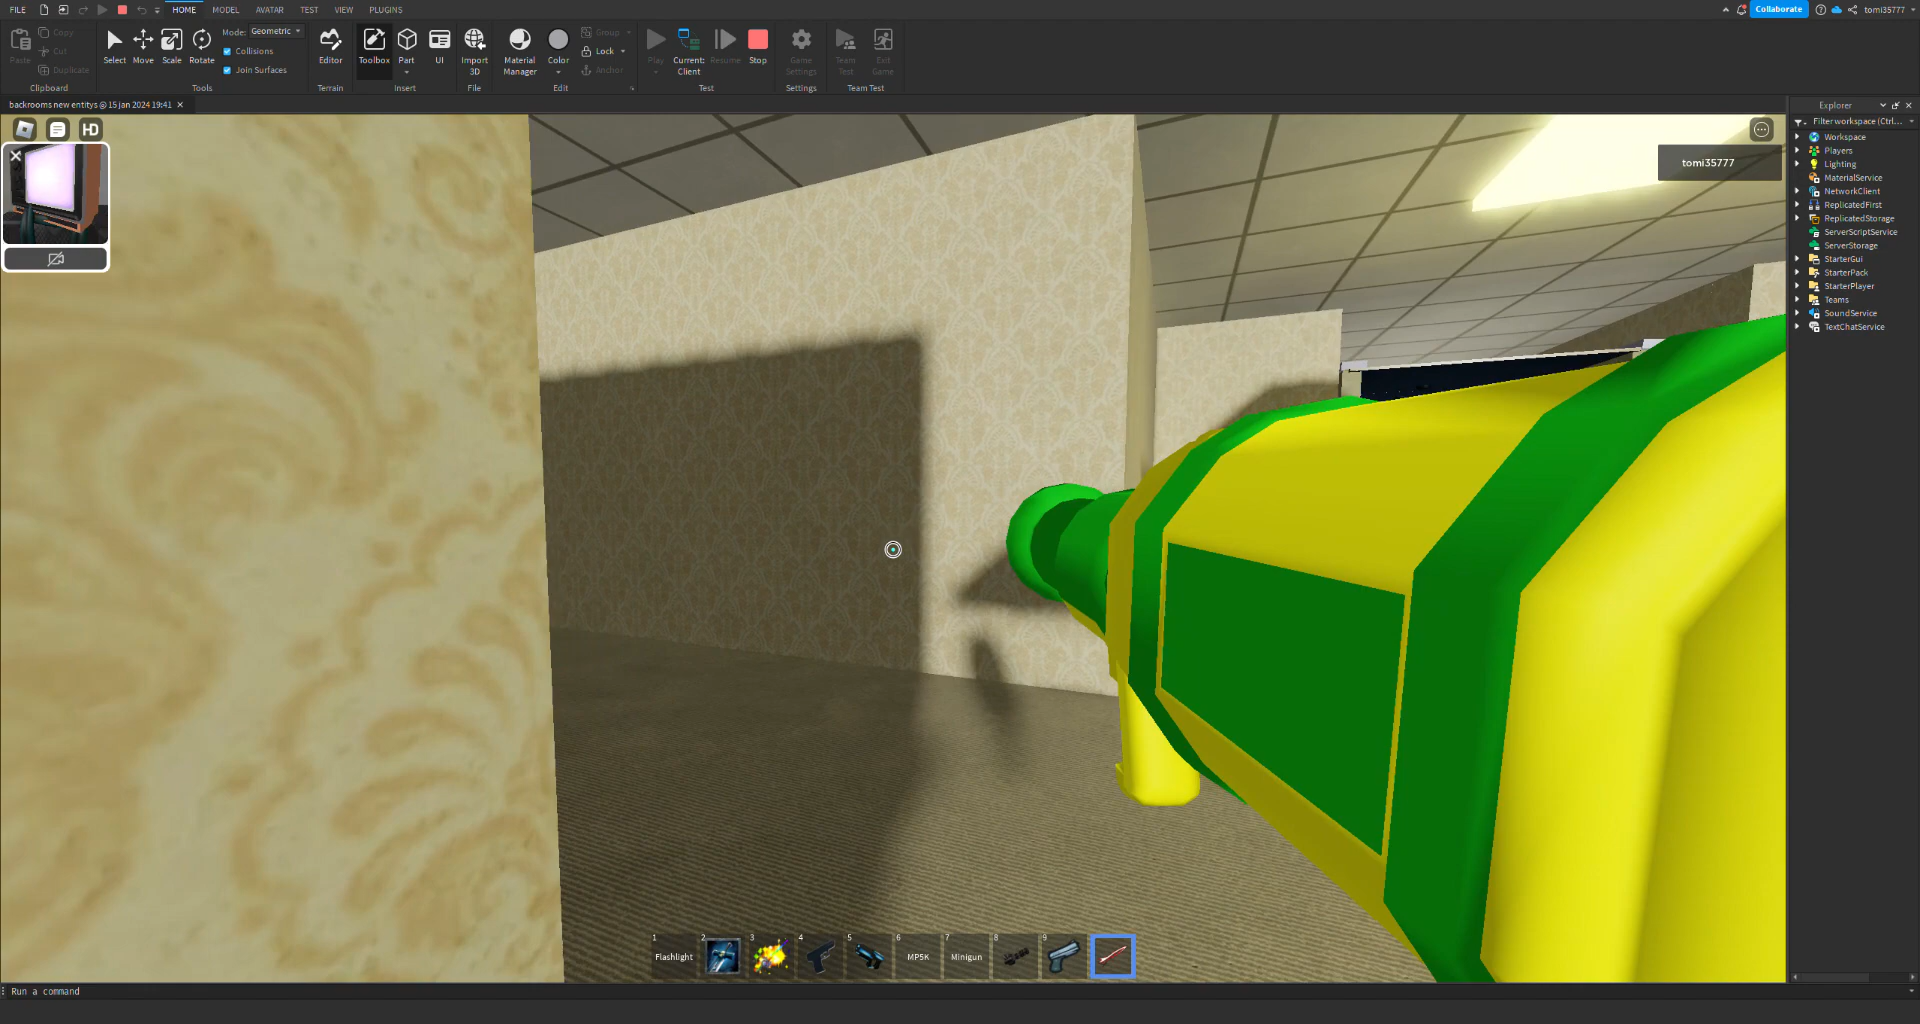 FILE HOME MODEL AVATAR TEST VIEW PLUGINS Collaborate tomi35777
Paste Copy Cut Duplicate
Clipboard
Select Move Scale Rotate
Mode: Geometric
Collisions
Join Surfaces
Tools
Editor
Terrain
Toolbox Part UI
Insert
Import 3D
File
Material Manager Color
Group
Lock
Anchor
Edit
Play Current: Client Resume Stop
Test
Game Settings
Settings
Team Test Exit Game
Team Test
backrooms new entitys @ 15 jan 2024 19:41
HD
tomi35777
Explorer
Filter workspace (Ctrl...
Workspace
Players
Lighting
MaterialService
NetworkClient
ReplicatedFirst
ReplicatedStorage
ServerScriptService
ServerStorage
StarterGui
StarterPack
StarterPlayer
Teams
SoundService
TextChatService
1 Flashlight
2
3
4
5
6 MP5K
7 Minigun
8
9
Run a command